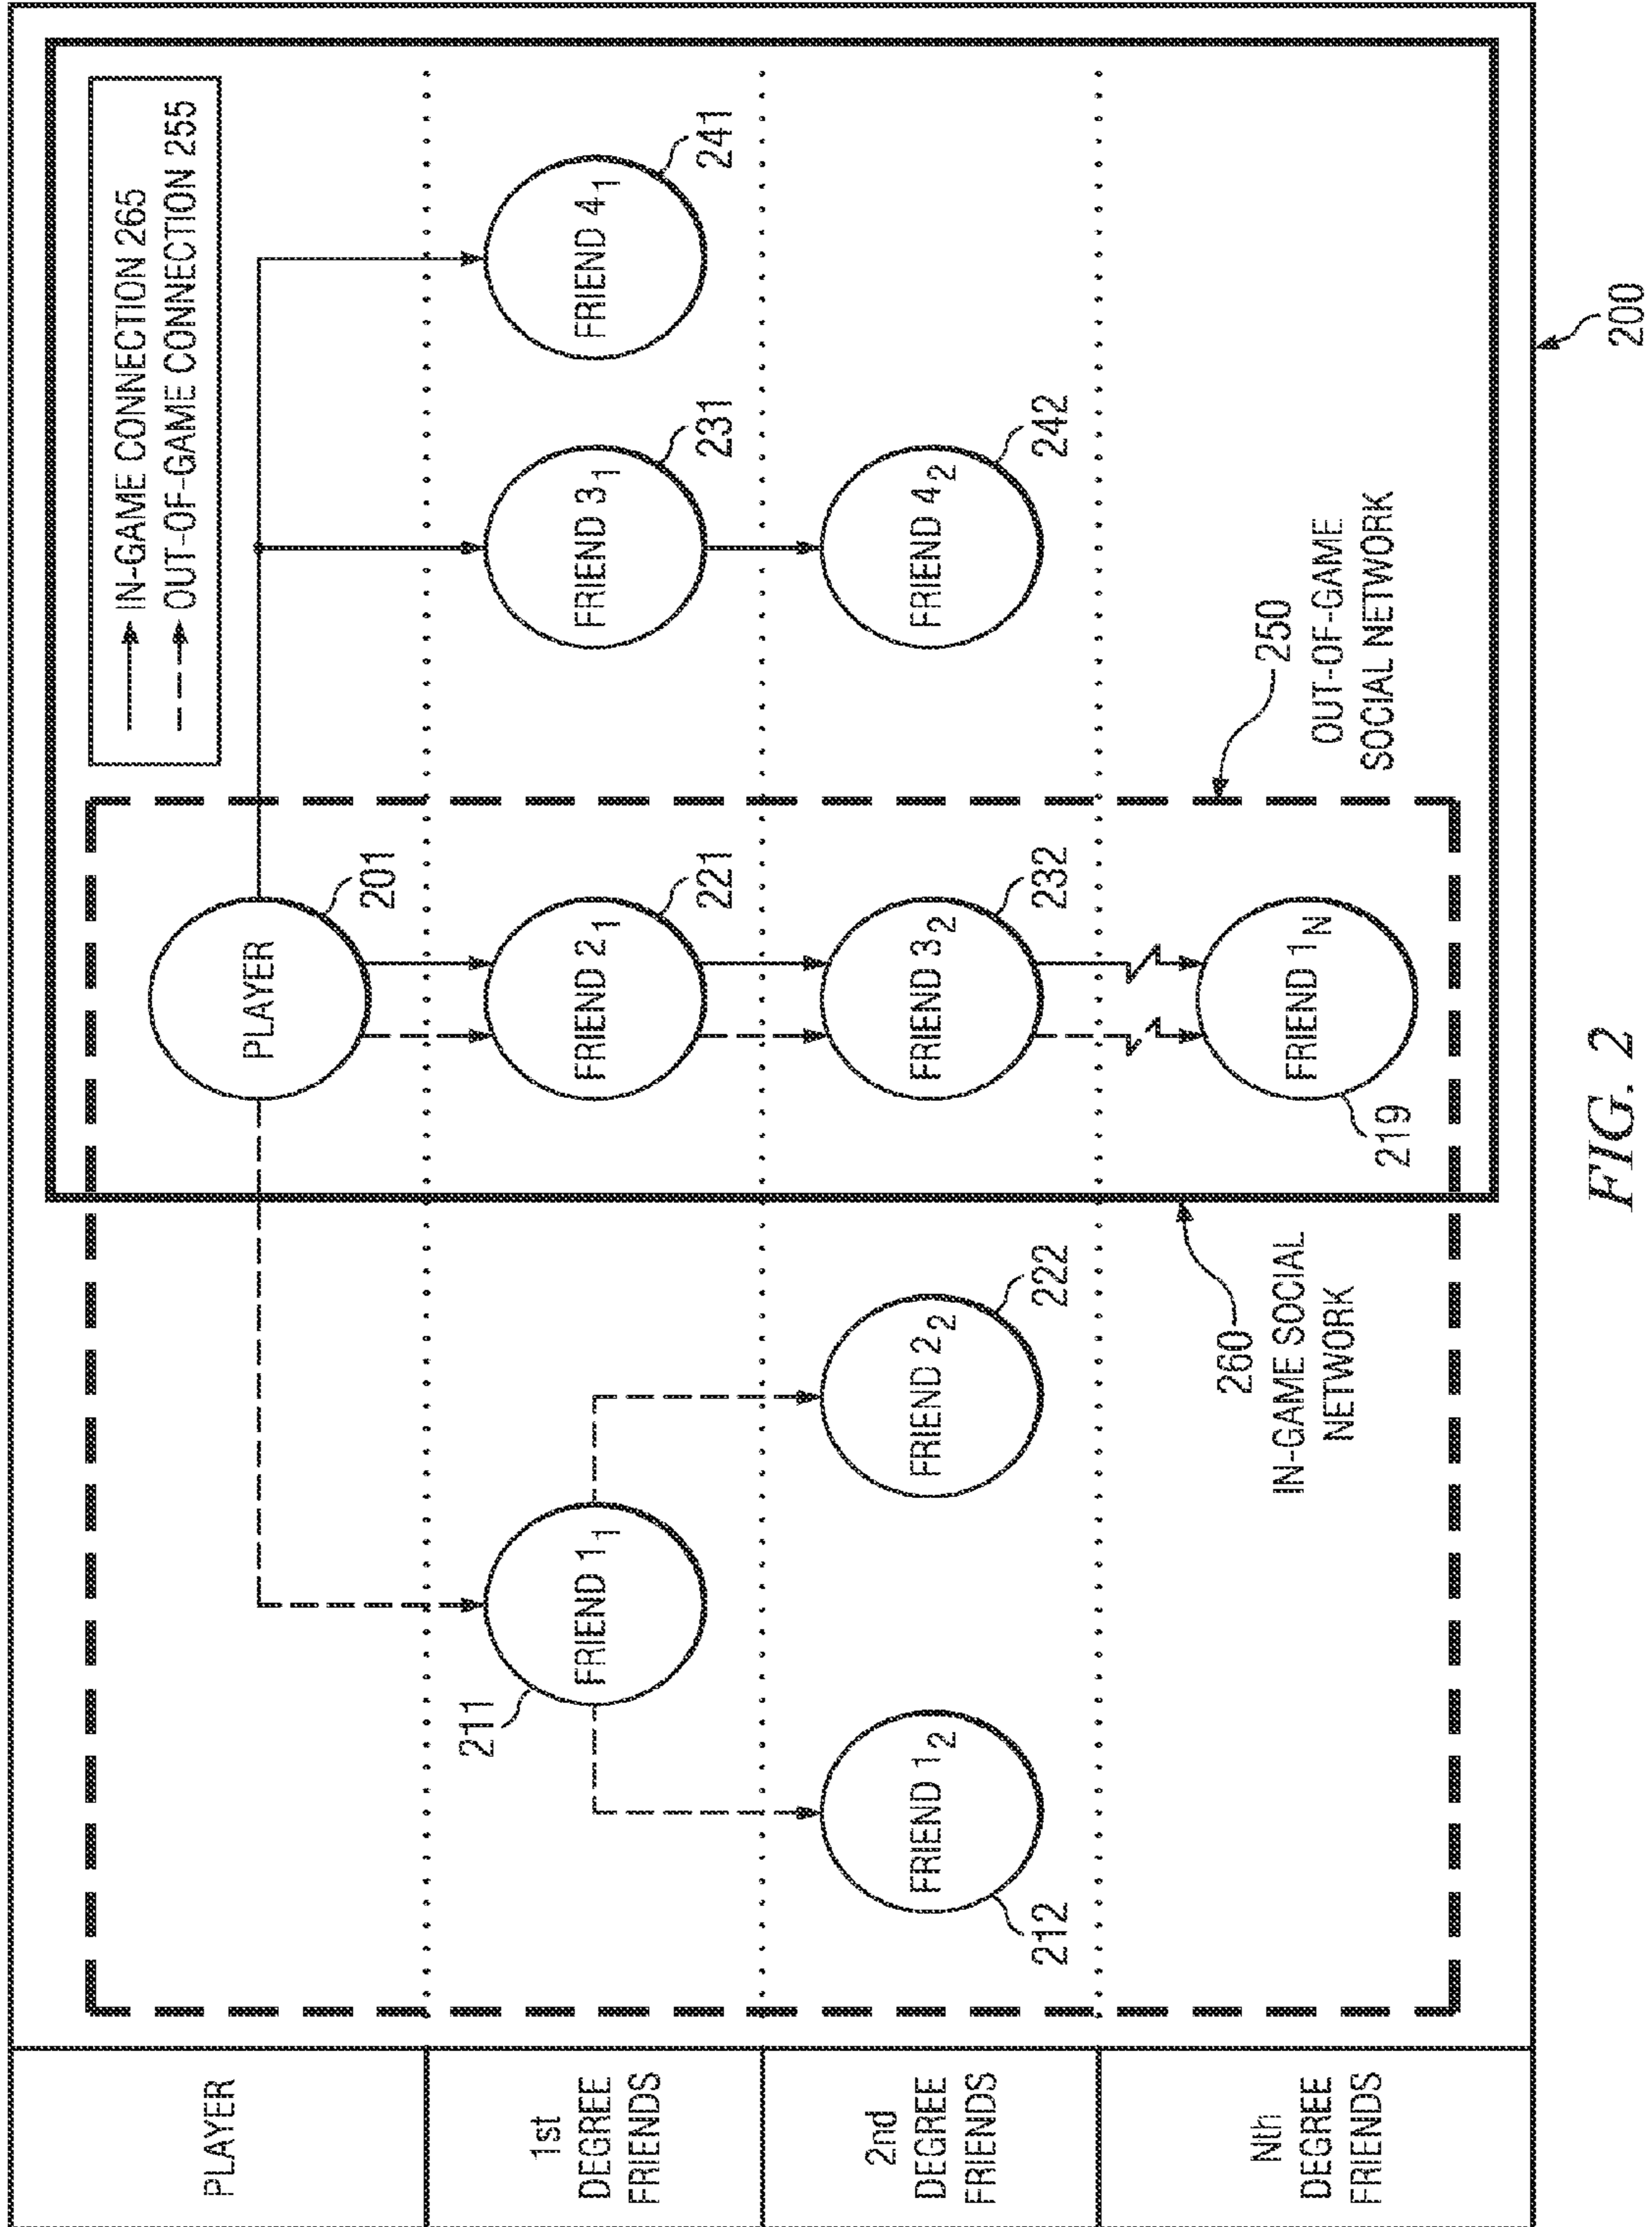 PLAYER
1st
DEGREE
FRIENDS
2nd
DEGREE
FRIENDS
Nth
DEGREE
FRIENDS
IN-GAME CONNECTION 265
OUT-OF-GAME CONNECTION 255
PLAYER
201
211
FRIEND 1₁
FRIEND 2₁
221
FRIEND 3₁
231
FRIEND 4₁
241
212
FRIEND 1₂
FRIEND 2₂
222
FRIEND 3₂
232
FRIEND 4₂
242
260
IN-GAME SOCIAL
NETWORK
219
FRIEND 1N
250
OUT-OF-GAME
SOCIAL NETWORK
200
FIG. 2